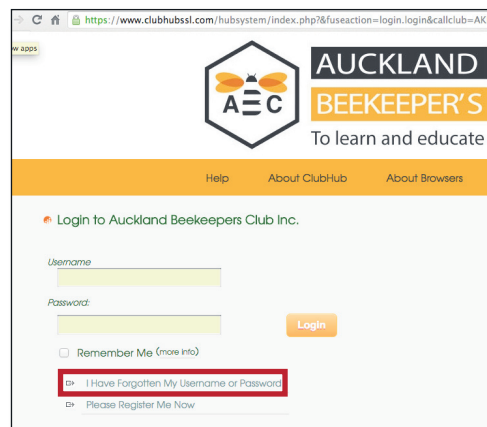 https://www.clubhubssl.com/hubsystem/index.php?&fuseaction=login.login&callclub=AK
w apps
AUCKLAND
AΞC
BEEKEEPER'S
To learn and educate
Help About ClubHub About Browsers
Login to Auckland Beekeepers Club Inc.
Username
Password:
Login
Remember Me (more info)
I Have Forgotten My Username or Password
Please Register Me Now